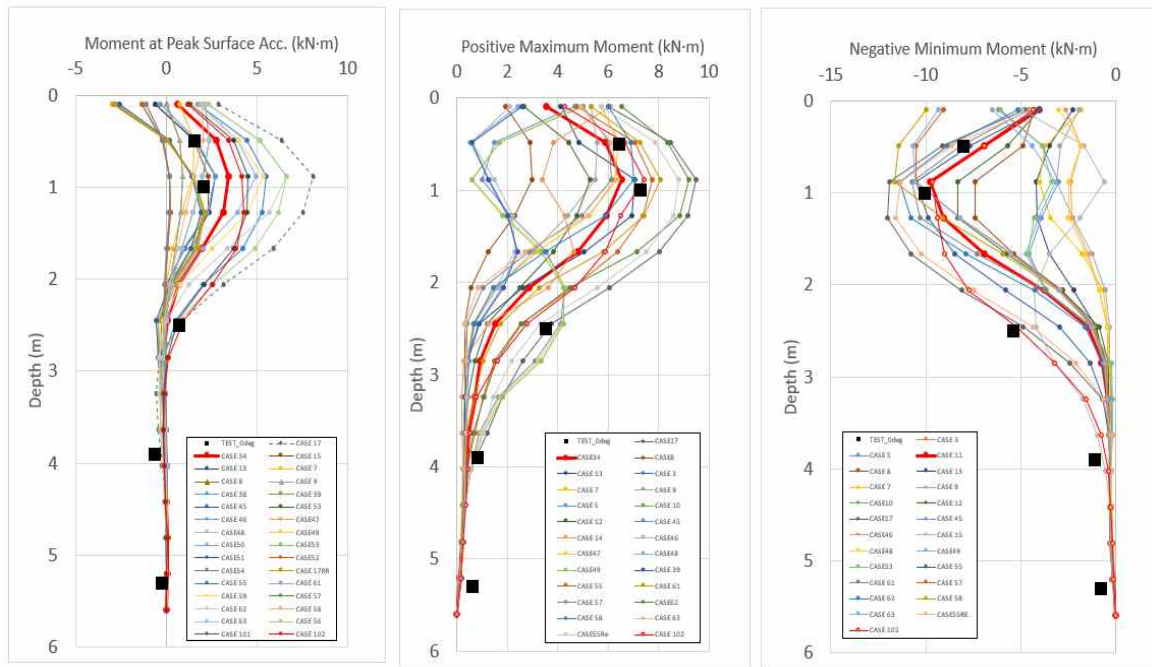 Moment at Peak Surface Acc. (kN·m)
-5 0 5 10
0
1
2
3
4
5
6
Depth (m)
TEST_0deg CASE 17
CASE 34 CASE 15
CASE 13 CASE 7
CASE 8 CASE 9
CASE 38 CASE 39
CASE 45 CASE 53
CASE 46 CASE47
CASE48 CASE49
CASE50 CASE53
CASE51 CASE52
CASE54 CASE 17RR
CASE 55 CASE 61
CASE 59 CASE 57
CASE 62 CASE 58
CASE 63 CASE 56
CASE 101 CASE 102
Positive Maximum Moment (kN·m)
0 2 4 6 8 10
0
1
2
3
4
5
6
Depth (m)
TEST_0deg CASE17
CASE34
CASE 13 CASE 3
CASE 7 CASE 9
CASE 5 CASE 10
CASE 12 CASE 45
CASE 14 CASE46
CASE47 CASE48
CASE49 CASE 39
CASE 55 CASE 61
CASE 57 CASE62
CASE 58 CASE 63
CASE55Re CASE 102
Negative Minimum Moment (kN·m)
-15 -10 -5 0
0
1
2
3
4
5
6
Depth (m)
TEST_0deg CASE 3
CASE 5 CASE 11
CASE 8 CASE 13
CASE 7 CASE 9
CASE10 CASE 12
CASE17 CASE 45
CASE46 CASE 15
CASE48 CASE49
CASE53 CASE 55
CASE 61 CASE 57
CASE 62 CASE 58
CASE 63 CASE55RE